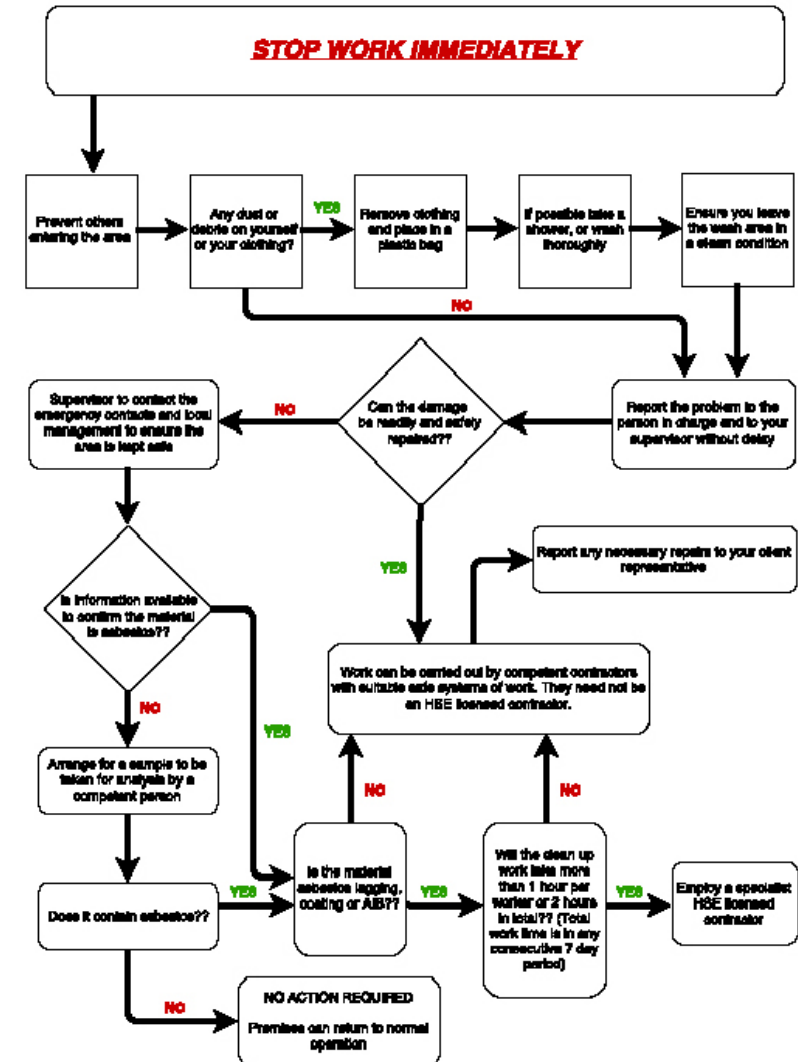 STOP WORK IMMEDIATELY
Prevent others
entering the area
Any dust or
debris on yourself
or your clothing?
YES
Remove clothing
and place in a
plastic bag
If possible take a
shower, or wash
thoroughly
Ensure you leave
the wash area in
a clean condition
NO
Supervisor to contact the
emergency contacts and local
management to ensure the
area is kept safe
NO
Can the damage
be readily and safely
repaired??
Report the problem to the
person in charge and to your
supervisor without delay
YES
Report any necessary repairs to your client
representative
Is information available
to confirm the material
is asbestos??
Work can be carried out by competent contractors
with suitable safe systems of work. They need not be
an HSE licensed contractor.
NO
YES
Arrange for a sample to be
taken for analysis by a
competent person
NO
NO
Does it contain asbestos??
YES
Is the material
asbestos lagging,
coating or AIB??
YES
Will the clean up
work take more
than 1 hour per
worker or 2 hours
in total?? (Total
work time is in any
consecutive 7 day
period)
YES
Employ a specialist
HSE licensed
contractor
NO
NO ACTION REQUIRED
Premises can return to normal
operation